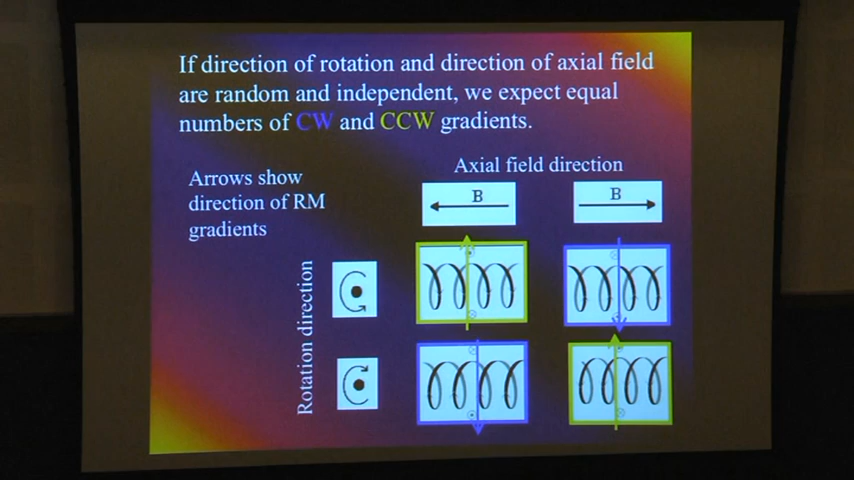 If direction of rotation and direction of axial field
are random and independent, we expect equal
numbers of CW and CCW gradients.
Axial field direction
Arrows show
direction of RM
gradients
B
B
Rotation direction